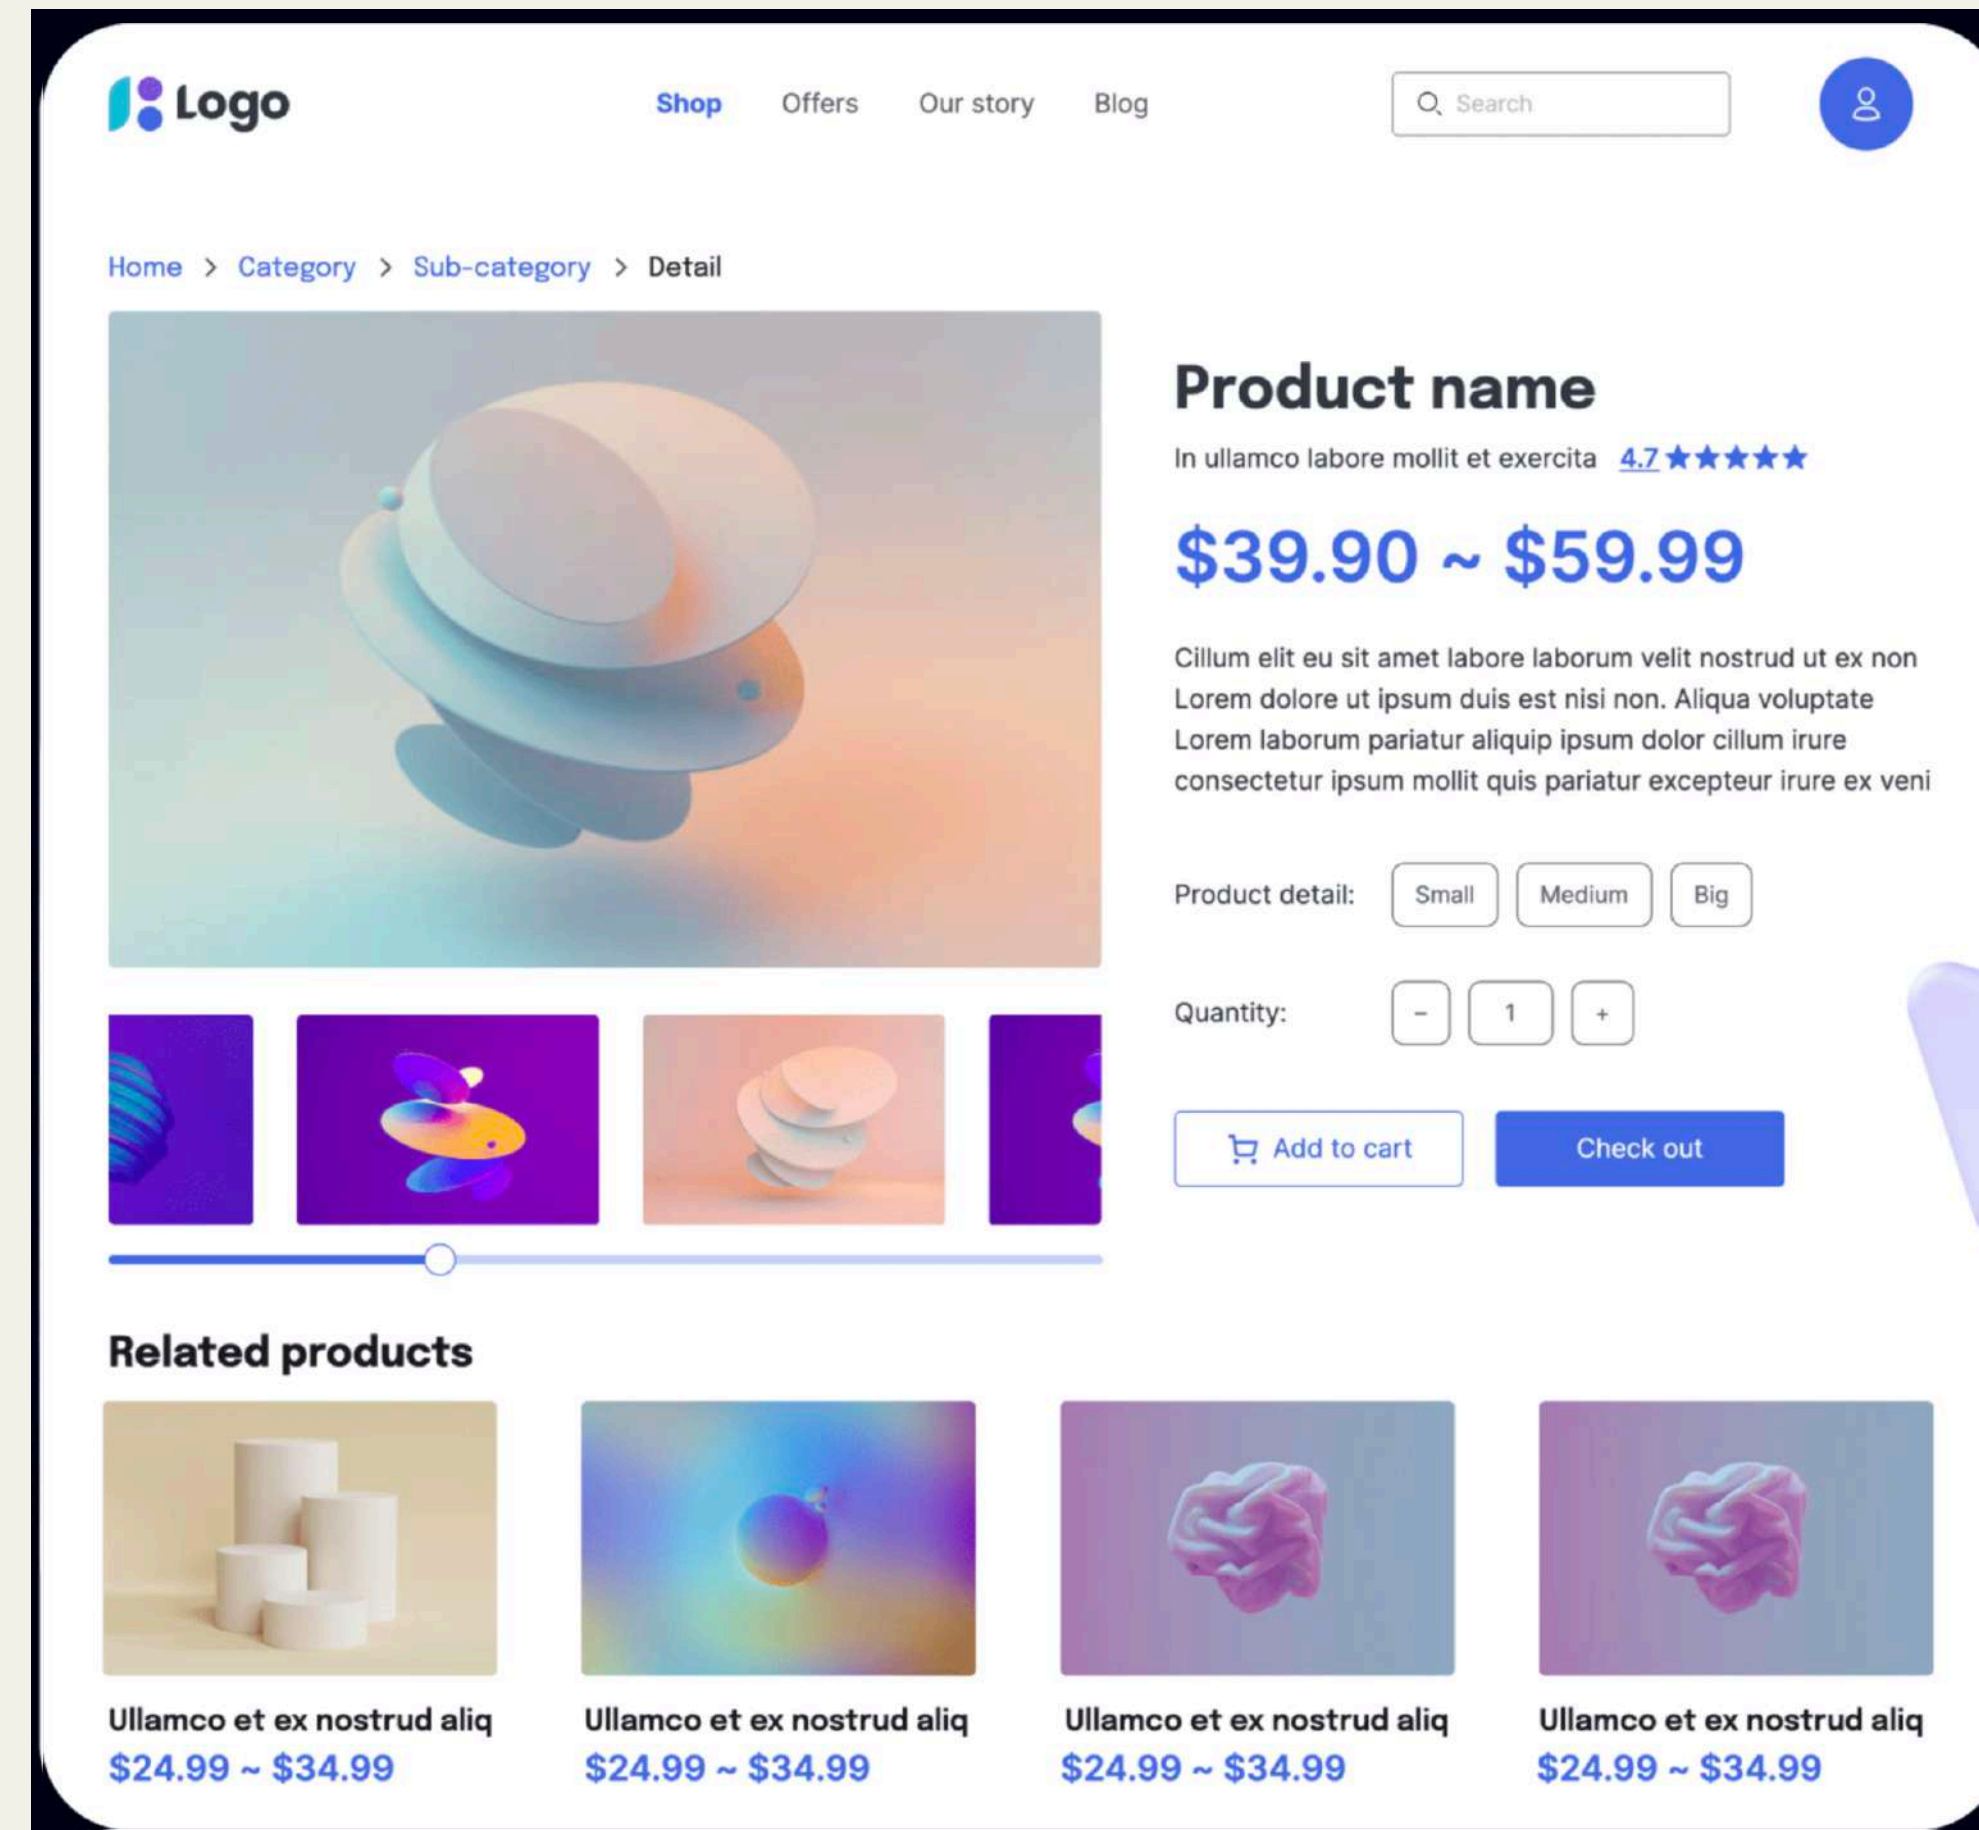 Logo
Shop Offers Our story Blog
Search
Home > Category > Sub-category > Detail
Product name
In ullamco labore mollit et exercita 4.7
$39.90 ~ $59.99
Cillum elit eu sit amet labore laborum velit nostrud ut ex non
Lorem dolore ut ipsum duis est nisi non. Aliqua voluptate
Lorem laborum pariatur aliquip ipsum dolor cillum irure
consectetur ipsum mollit quis pariatur excepteur irure ex veni
Product detail: Small Medium Big
Quantity: - 1 +
Add to cart Check out
Related products
Ullamco et ex nostrud aliq
$24.99 ~ $34.99
Ullamco et ex nostrud aliq
$24.99 ~ $34.99
Ullamco et ex nostrud aliq
$24.99 ~ $34.99
Ullamco et ex nostrud aliq
$24.99 ~ $34.99